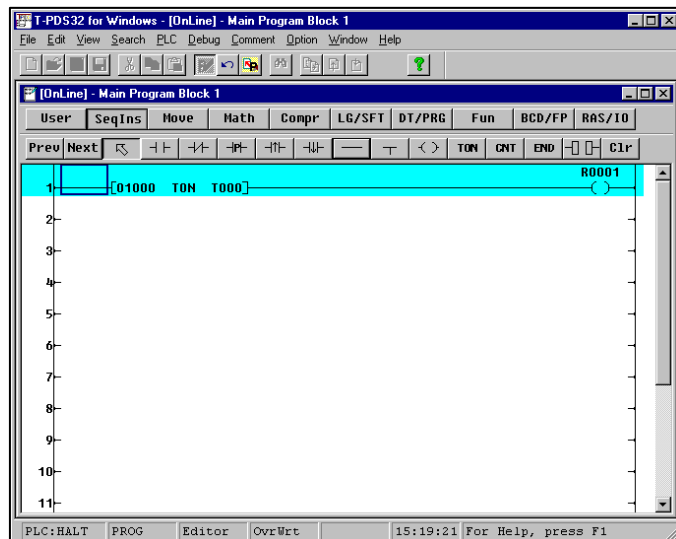 T-PDS32 for Windows - [OnLine] - Main Program Block 1
File Edit View Search PLC Debug Comment Option Window Help
[OnLine] - Main Program Block 1
User SeqIns Move Math Compr LG/SFT DT/PRG Fun BCD/FP RAS/IO
Prev Next P TON CNT END Clr
R0001
1 [01000 TON T000] ( )
2
3
4
5
6
7
8
9
10
11
PLC:HALT PROG Editor OvrWrt 15:19:21 For Help, press F1